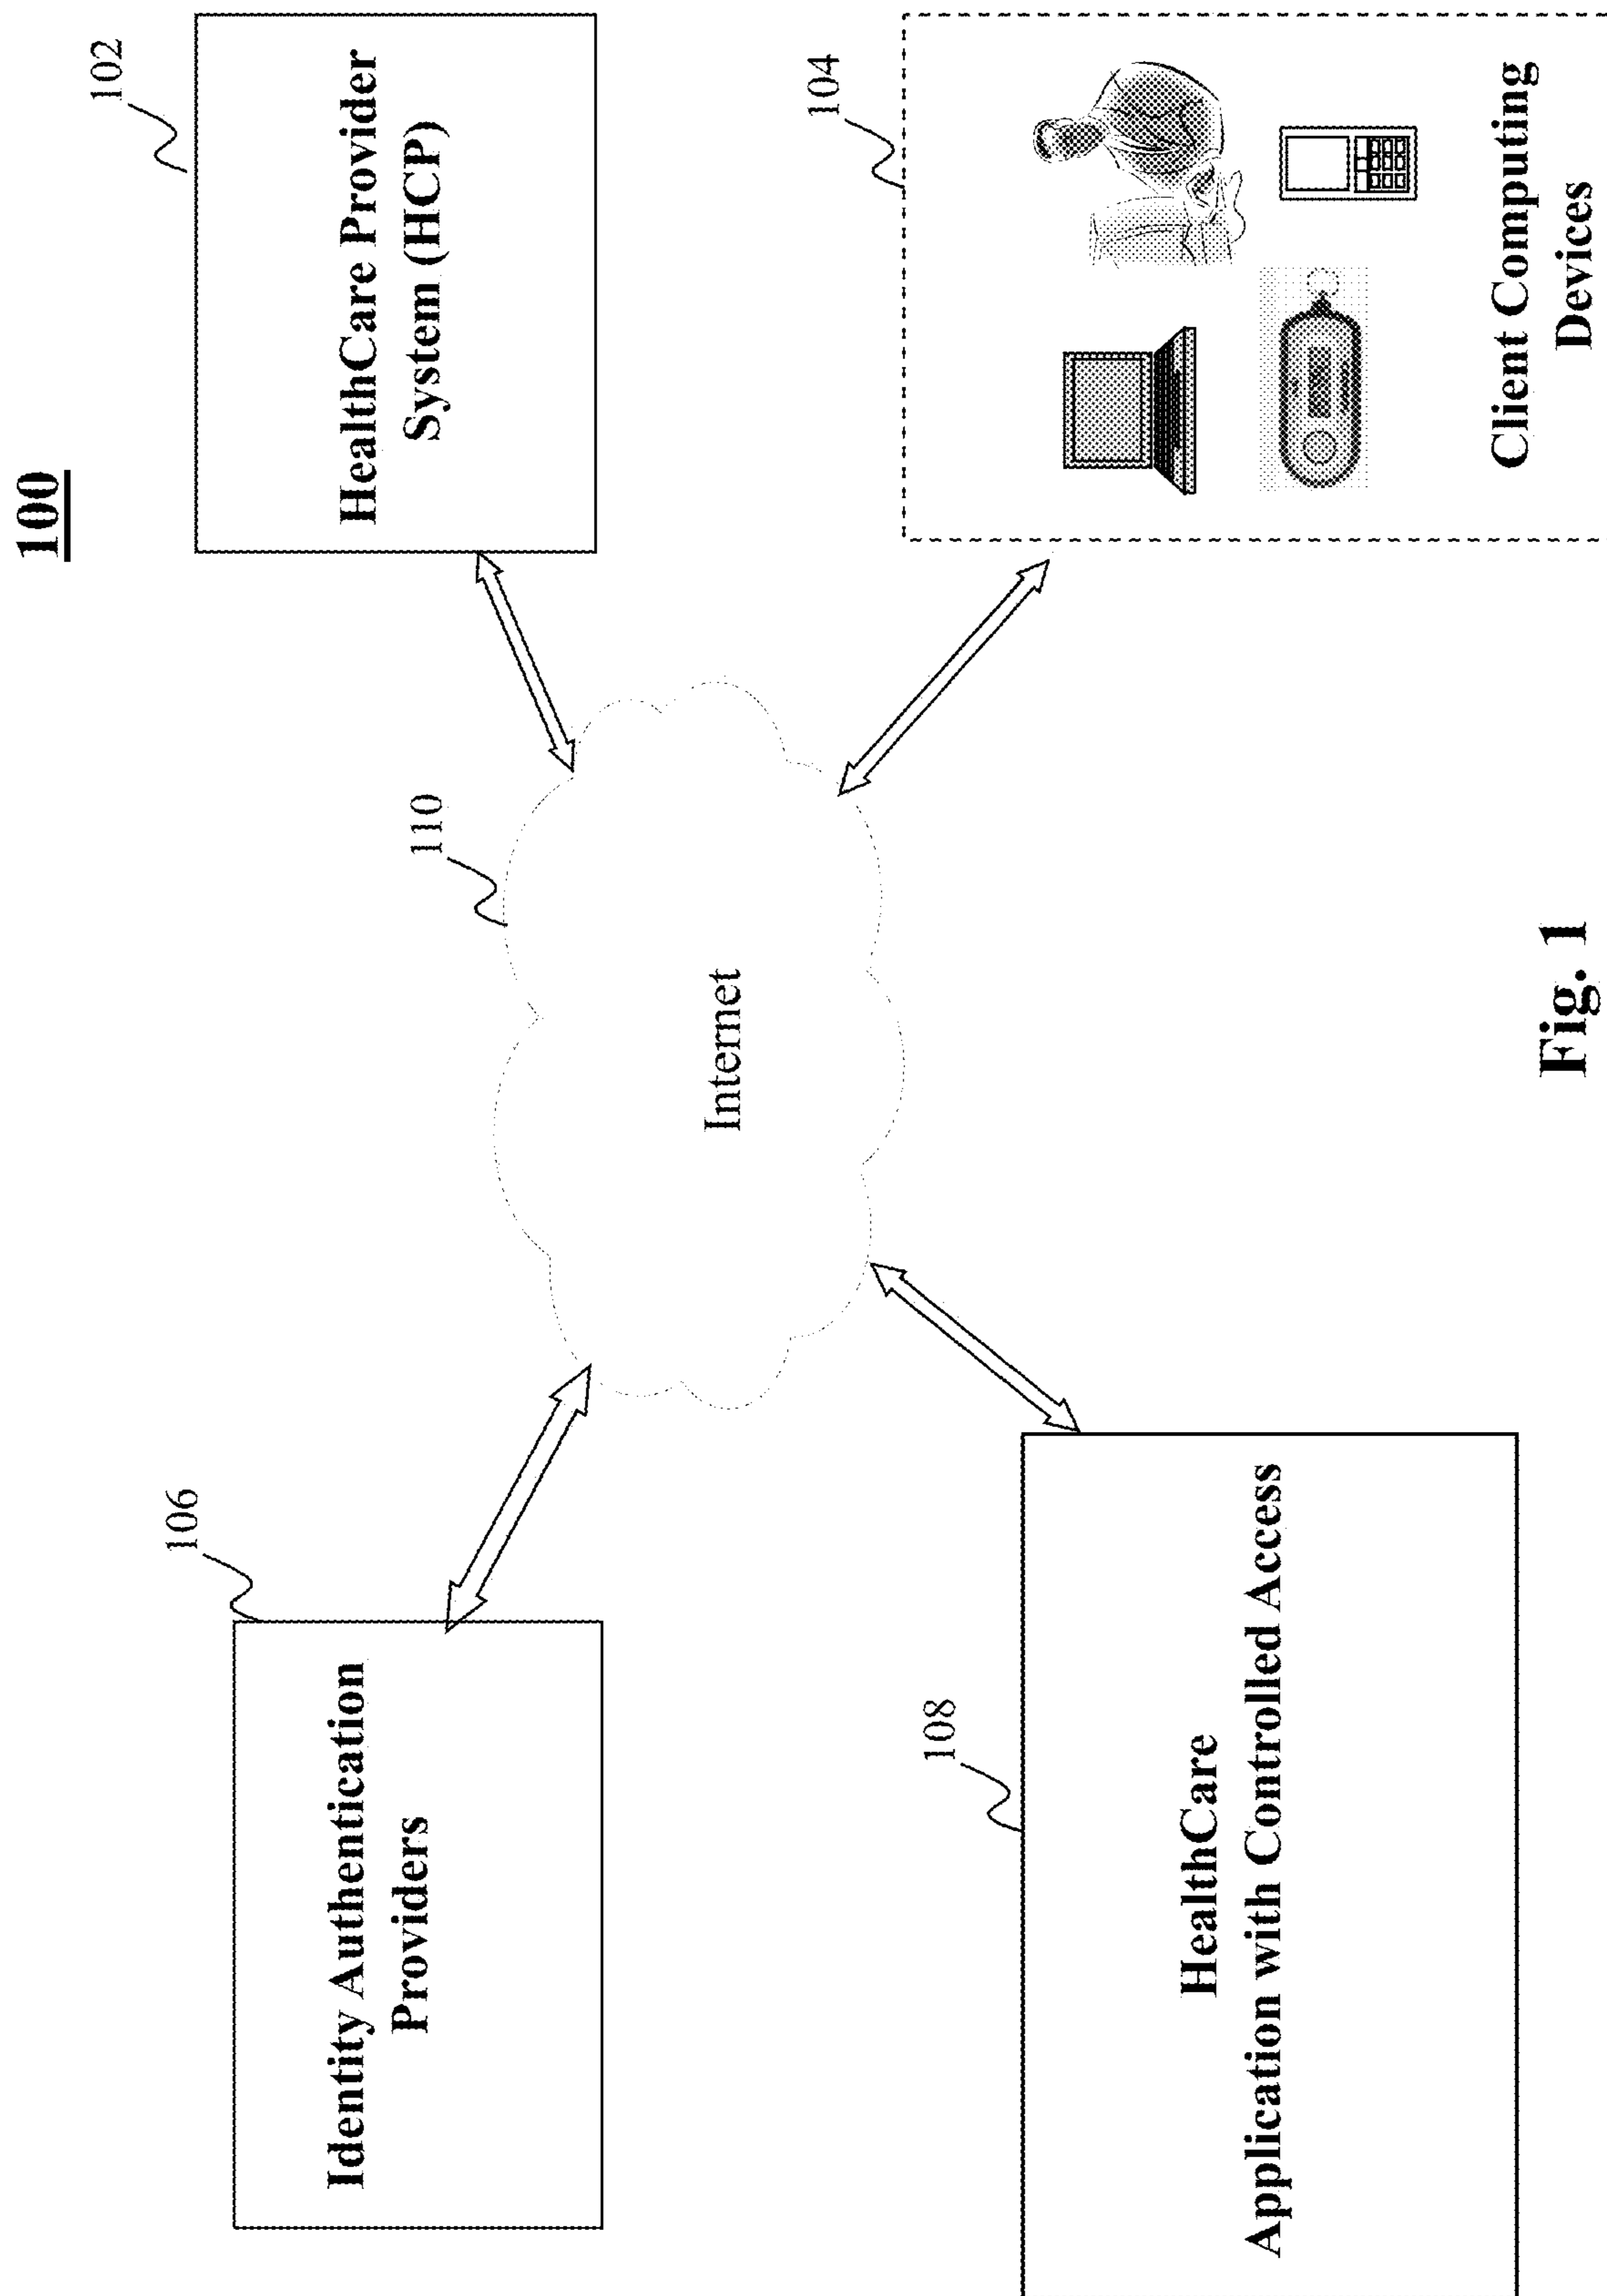 100
106
Identity Authentication
Providers
102
HealthCare Provider
System (HCP)
110
Internet
108
HealthCare
Application with Controlled Access
104
Client Computing
Devices
Fig. 1